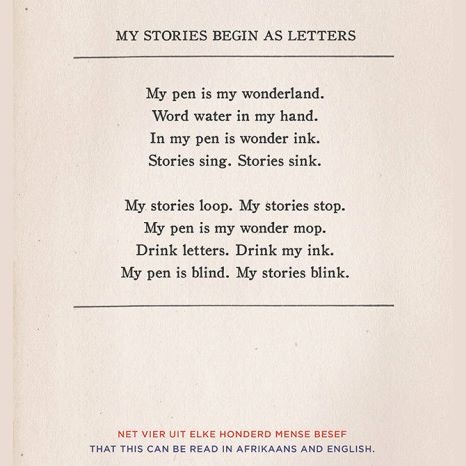 MY STORIES BEGIN AS LETTERS
My pen is my wonderland.
Word water in my hand.
In my pen is wonder ink.
Stories sing. Stories sink.
My stories loop. My stories stop.
My pen is my wonder mop.
Drink letters. Drink my ink.
My pen is blind. My stories blink.
NET VIER UIT ELKE HONDERD MENSE BESEF
THAT THIS CAN BE READ IN AFRIKAANS AND ENGLISH.